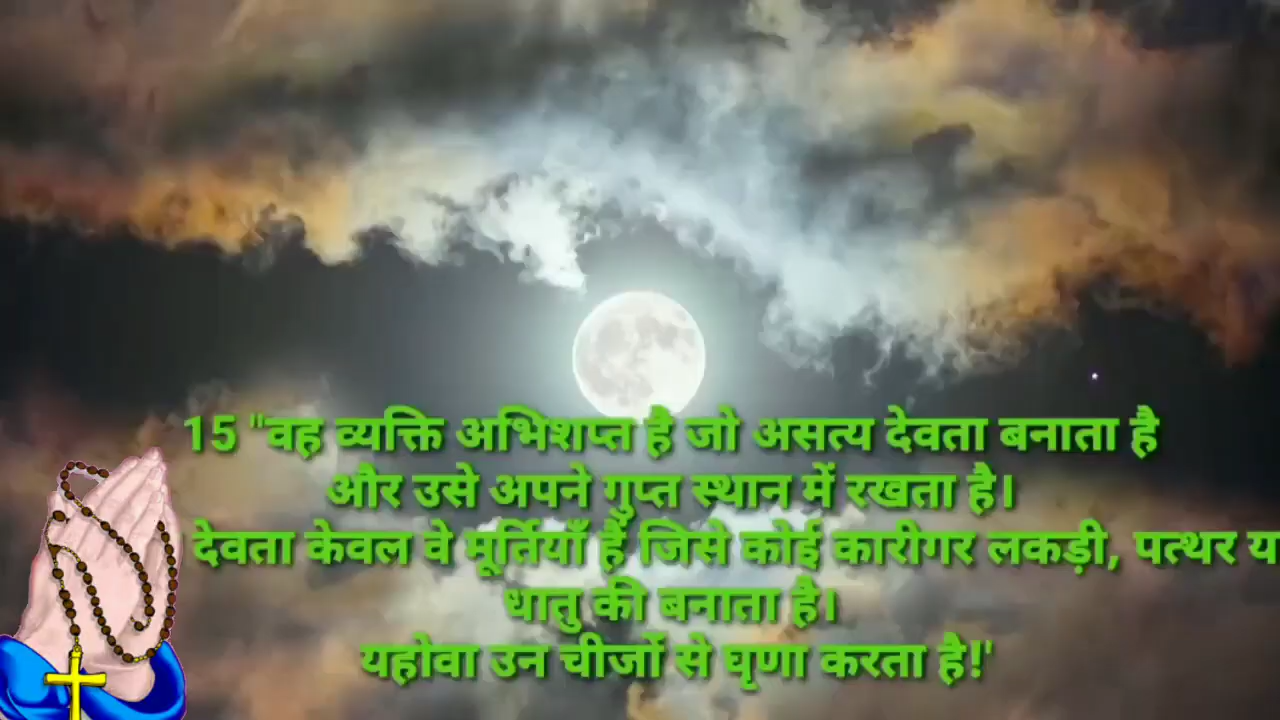 15 "वह व्यक्ति अभिशप्त है जो असत्य देवता बनाता है
और उसे अपने गुप्त स्थान में रखता है।
देवता केवल वे मूर्तियाँ हैं जिसे कोई कारीगर लकड़ी, पत्थर
धातु की बनाता है।
यहोवा उन चीजों से घृणा करता है!'